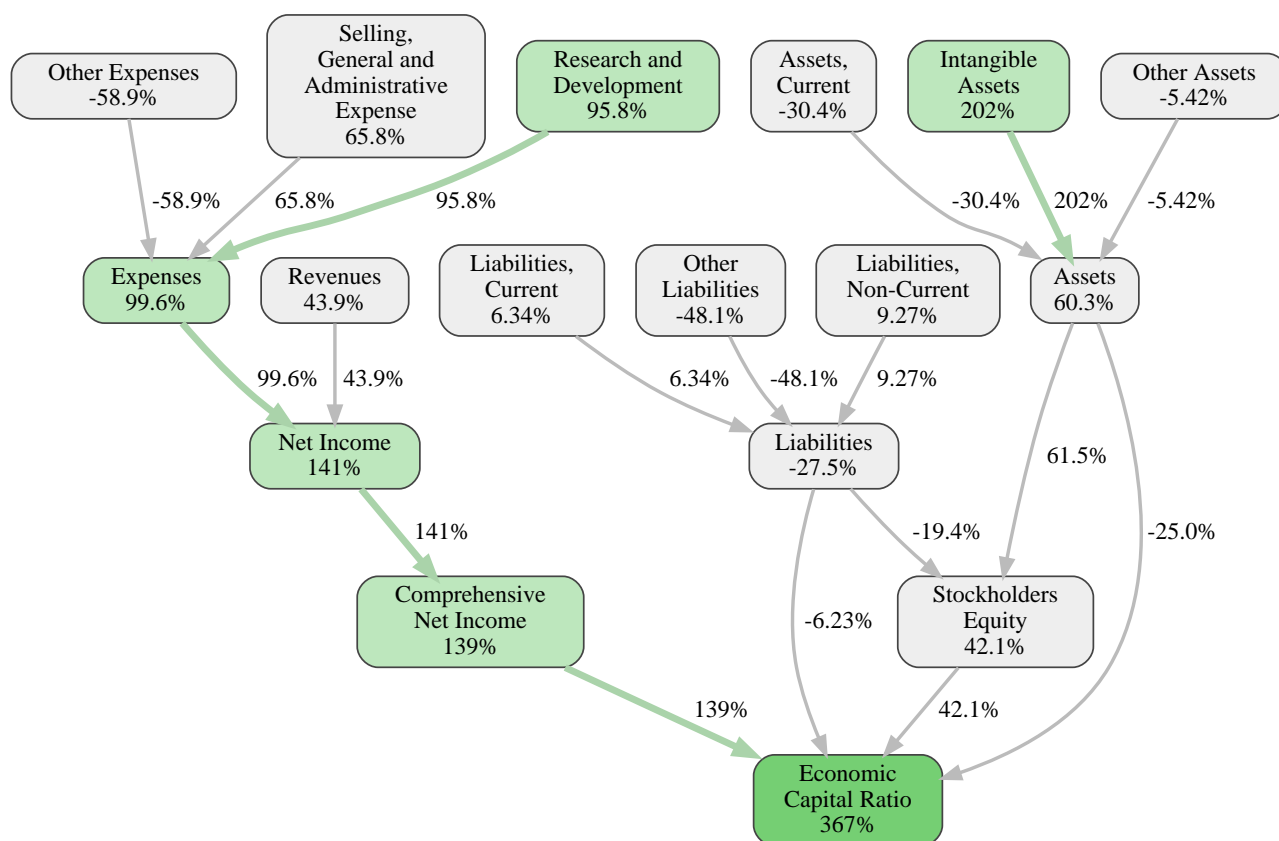 Other Expenses
-58.9%
Selling,
General and
Administrative
Expense
65.8%
Research and
Development
95.8%
Assets,
Current
-30.4%
Intangible
Assets
202%
Other Assets
-5.42%
-58.9%
65.8%
95.8%
-30.4%
202%
-5.42%
Expenses
99.6%
Revenues
43.9%
Liabilities,
Current
6.34%
Other
Liabilities
-48.1%
Liabilities,
Non-Current
9.27%
Assets
60.3%
99.6%
43.9%
6.34%
-48.1%
9.27%
Net Income
141%
Liabilities
-27.5%
61.5%
141%
-19.4%
-25.0%
Comprehensive
Net Income
139%
-6.23%
Stockholders
Equity
42.1%
139%
42.1%
Economic
Capital Ratio
367%